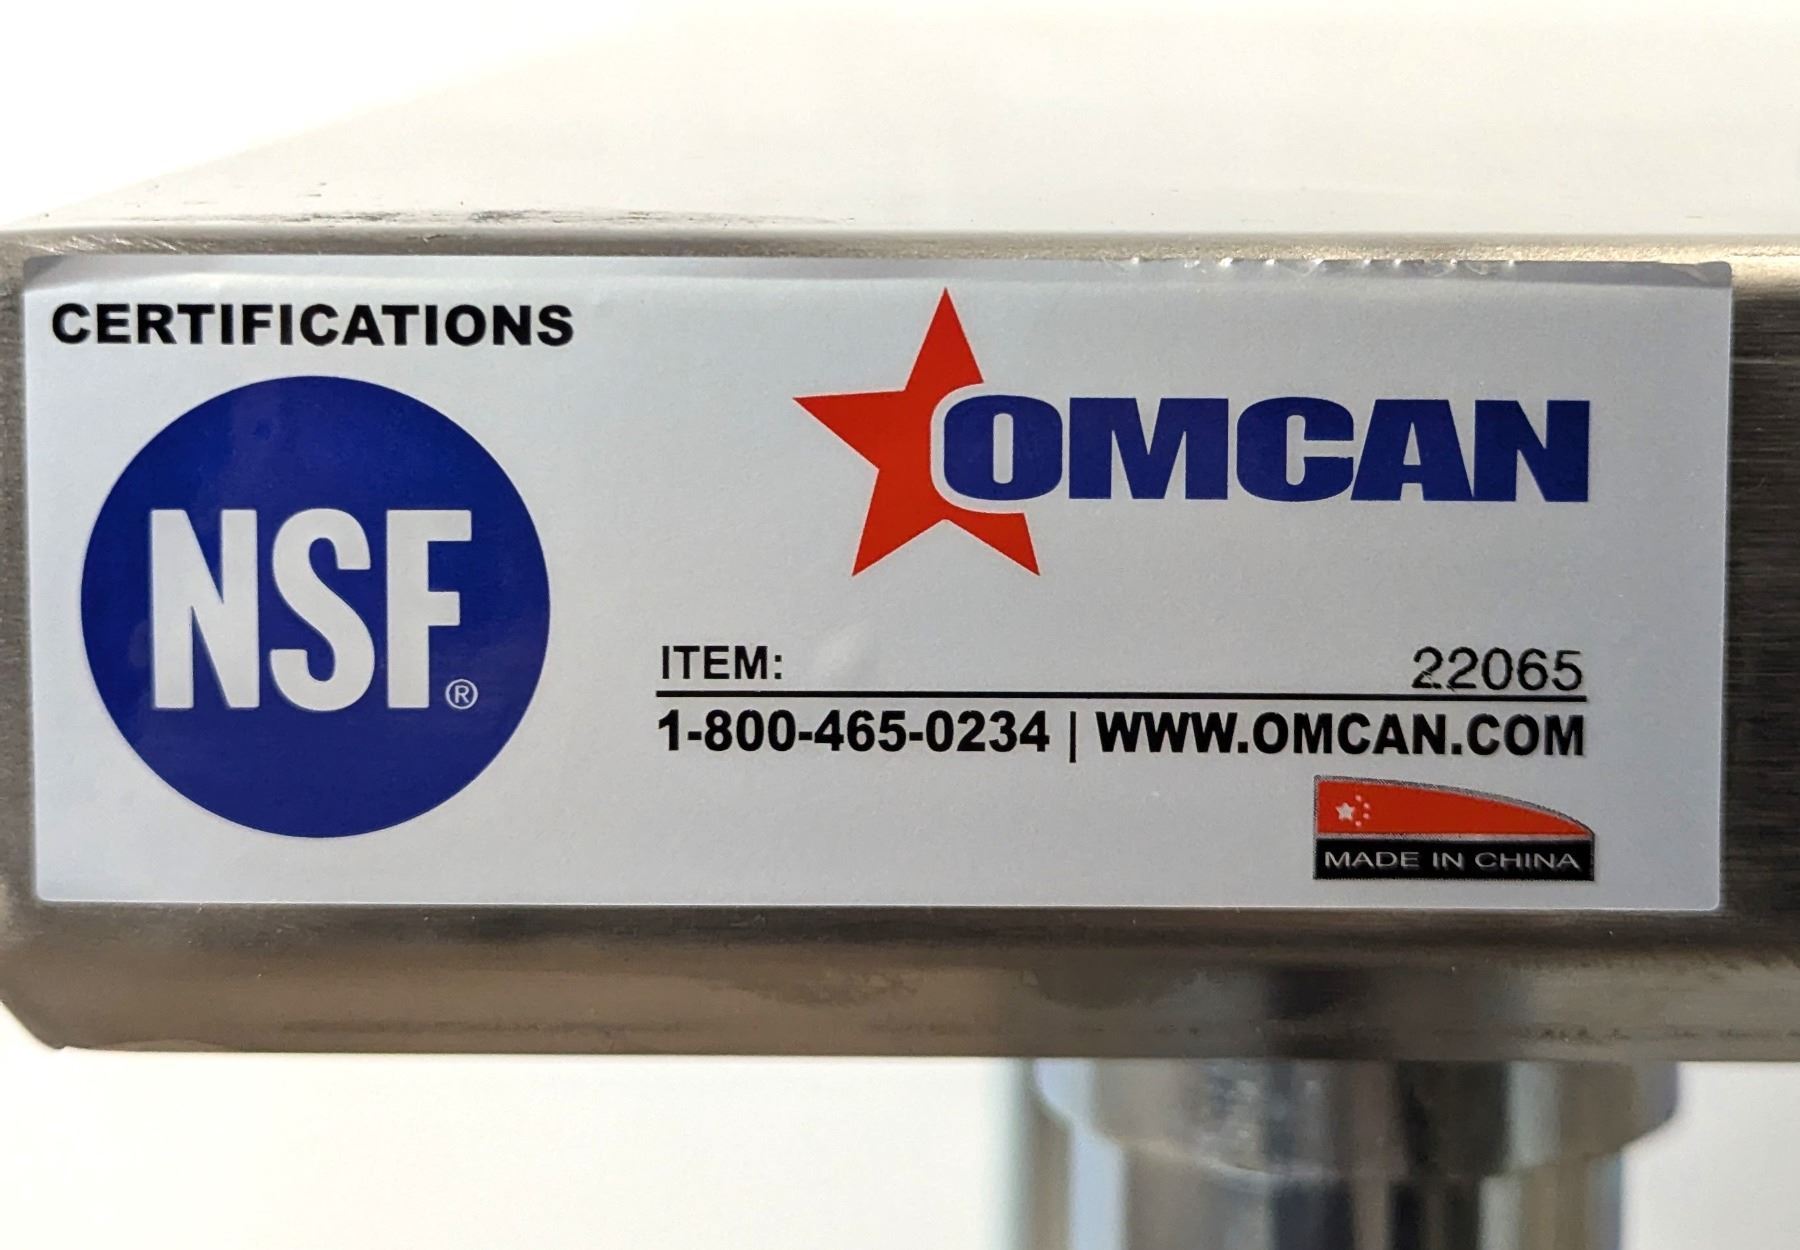 CERTIFICATIONS
NSF®
OMCAN
ITEM: 22065
1-800-465-0234 | WWW.OMCAN.COM
MADE IN CHINA